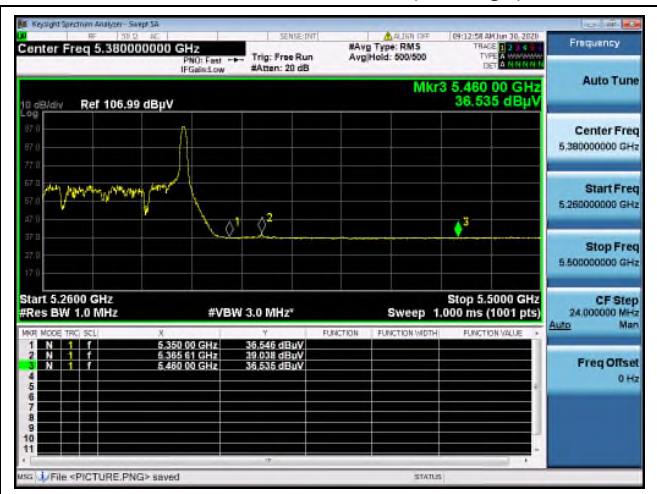 Keysight Spectrum Analyzer - Swept SA
RF 50 Ω AC SENSE:INT ALIGN OFF 09:12:58 AM Jun 30, 2020
Center Freq 5.380000000 GHz
PNO: Fast
IFGain:Low
Trig: Free Run
#Atten: 20 dB
#Avg Type: RMS
Avg|Hold: 500/500
TRACE 1 2 3 4 5 6
TYPE A WWWWW
DET A N N N N N
Mkr3 5.460 00 GHz
36.535 dBµV
10 dB/div Ref 106.99 dBµV
Log
97.0
87.0
77.0
67.0
57.0
47.0
37.0
27.0
17.0
1
2
3
Start 5.2600 GHz Stop 5.5000 GHz
#Res BW 1.0 MHz #VBW 3.0 MHz* Sweep 1.000 ms (1001 pts)
MKR MODE TRC SCL X Y FUNCTION FUNCTION WIDTH FUNCTION VALUE
1 N 1 f 5.350 00 GHz 36.546 dBµV
2 N 1 f 5.365 61 GHz 39.038 dBµV
3 N 1 f 5.460 00 GHz 36.535 dBµV
4
5
6
7
8
9
10
11
MSG File <PICTURE.PNG> saved STATUS
Frequency
Auto Tune
Center Freq
5.380000000 GHz
Start Freq
5.260000000 GHz
Stop Freq
5.500000000 GHz
CF Step
24.000000 MHz
Auto Man
Freq Offset
0 Hz